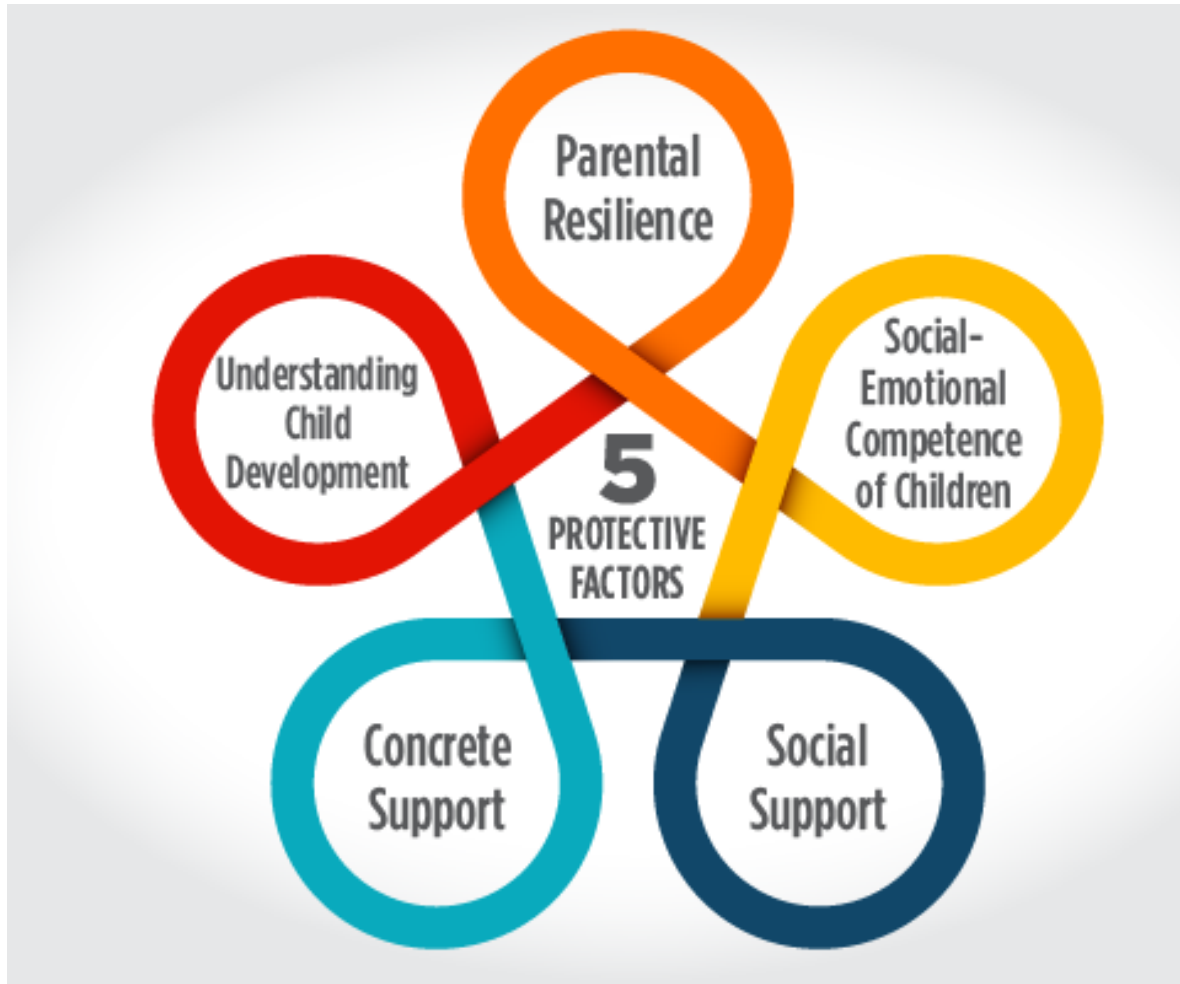 Parental
Resilience
Understanding
Child
Development
Social-
Emotional
Competence
of Children
5
PROTECTIVE
FACTORS
Concrete
Support
Social
Support